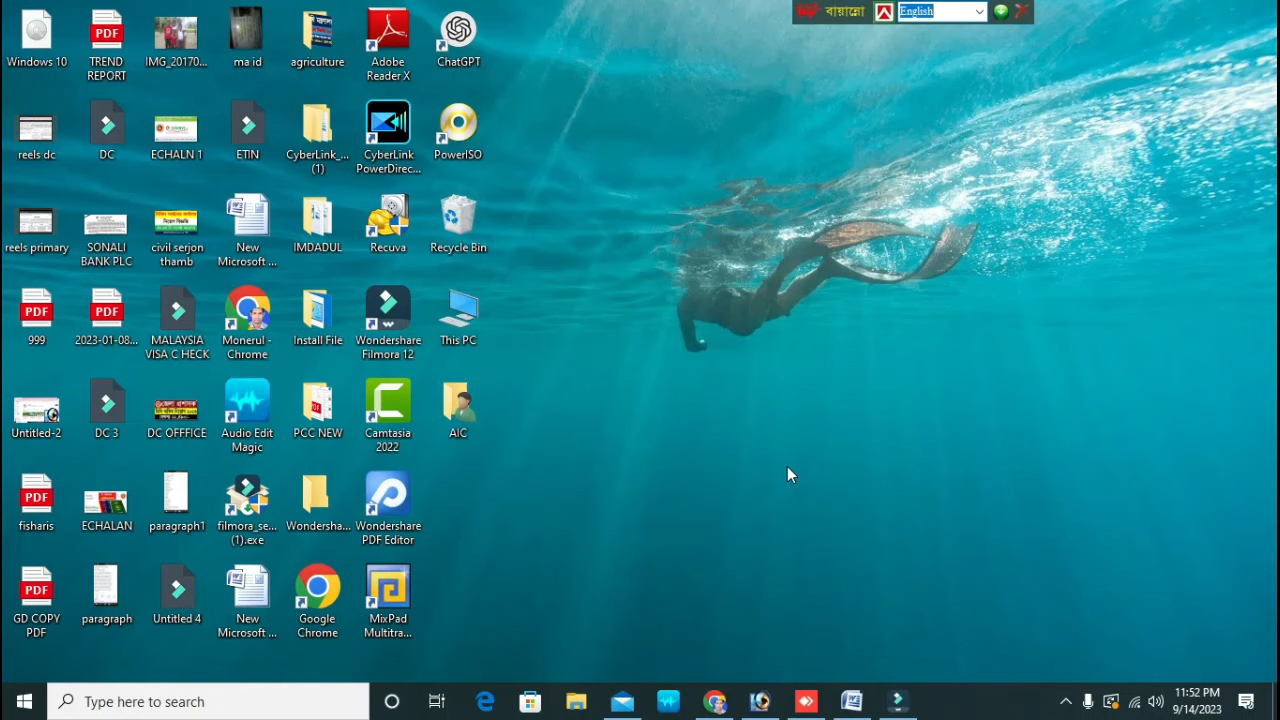 বায়ান্নো English
Windows 10
TREND
REPORT
IMG_20170...
ma id
agriculture
Adobe
Reader X
ChatGPT
reels dc
DC
ECHALN 1
ETIN
CyberLink_...
(1)
CyberLink
PowerDirec...
PowerISO
reels primary
SONALI
BANK PLC
civil serjon
thamb
New
Microsoft ...
IMDADUL
Recuva
Recycle Bin
PDF
999
PDF
2023-01-08...
MALAYSIA
VISA C HECK
Monerul -
Chrome
Install File
Wondershare
Filmora 12
This PC
Untitled-2
DC 3
DC OFFFICE
Audio Edit
Magic
PCC NEW
Camtasia
2022
AIC
PDF
fisharis
ECHALAN
paragraph1
filmora_se...
(1).exe
Wondersha...
Wondershare
PDF Editor
PDF
GD COPY
PDF
paragraph
Untitled 4
New
Microsoft ...
Google
Chrome
MixPad
Multitra...
Type here to search
11:52 PM
9/14/2023